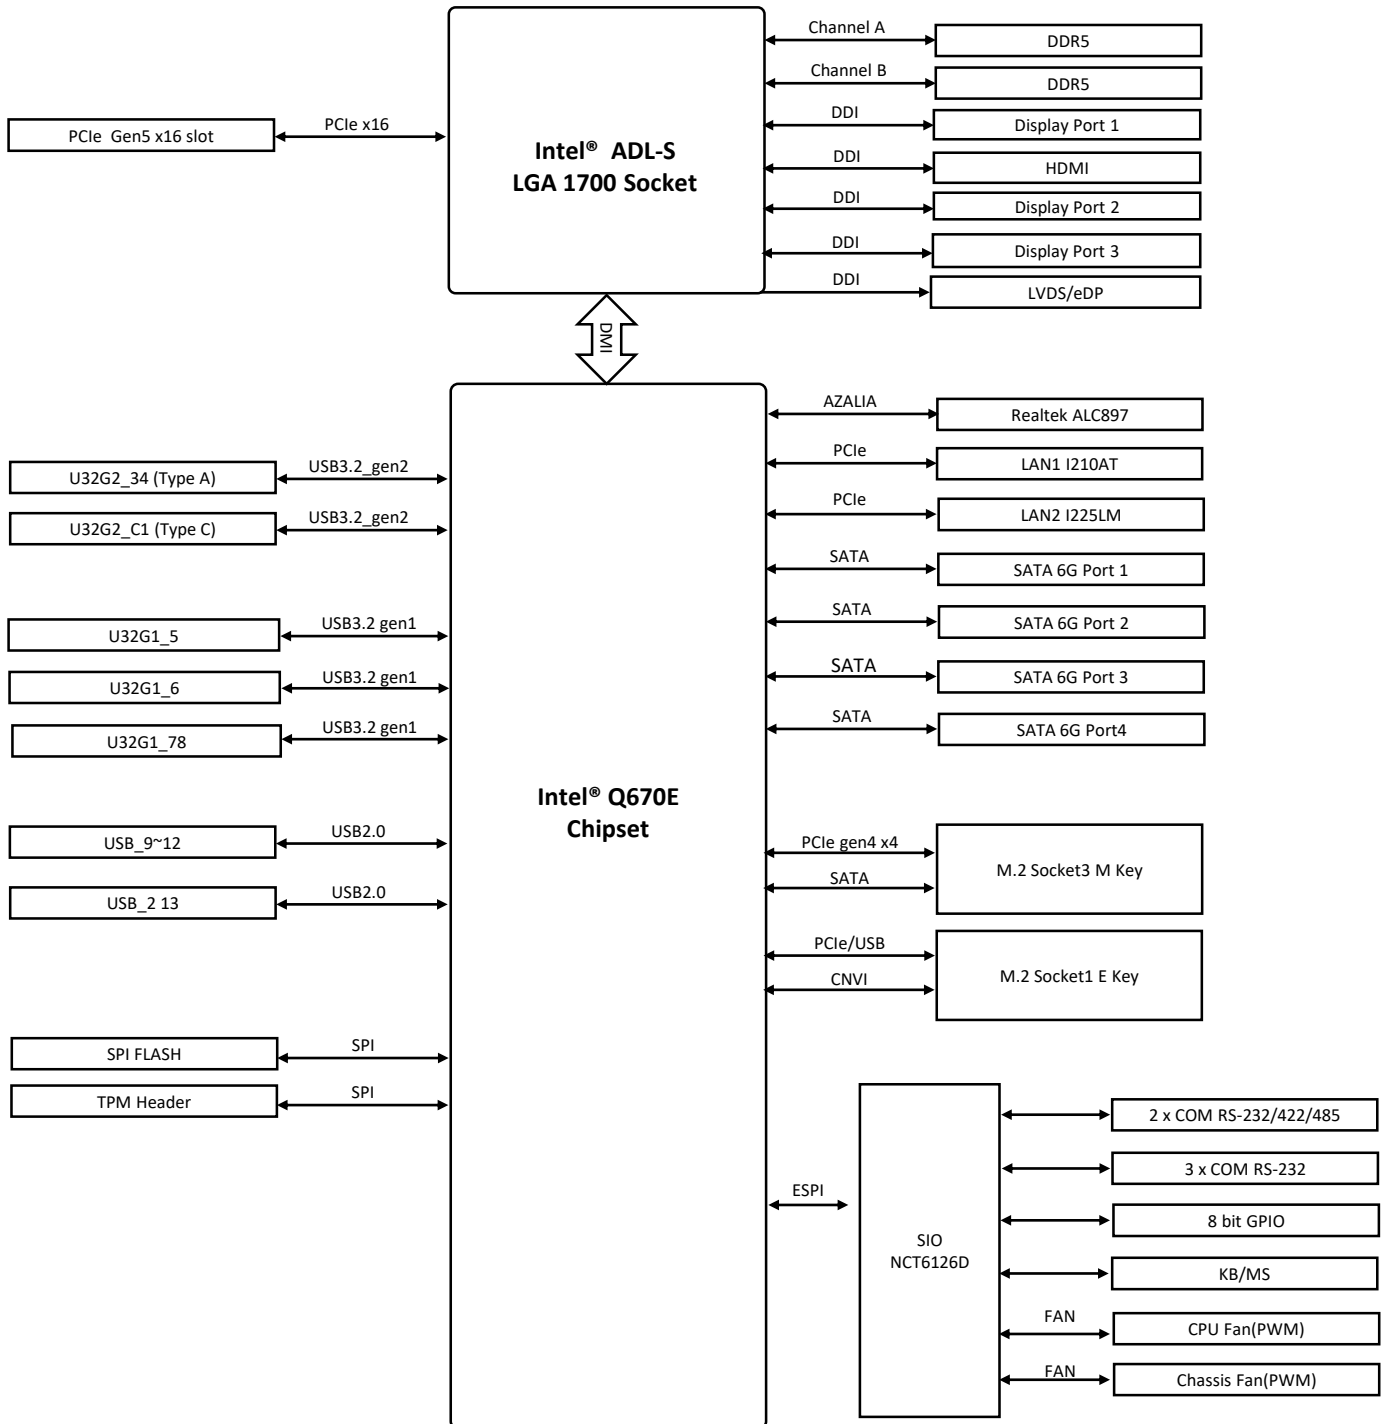 Channel A
DDR5
Channel B
DDR5
PCIe  Gen5 x16 slot
PCIe x16
Intel® ADL-S
LGA 1700 Socket
DDI
Display Port 1
DDI
HDMI
DDI
Display Port 2
DDI
Display Port 3
DDI
LVDS/eDP
DMI
AZALIA
Realtek ALC897
PCIe
LAN1 I210AT
U32G2_34 (Type A)
USB3.2_gen2
PCIe
LAN2 I225LM
U32G2_C1 (Type C)
USB3.2_gen2
SATA
SATA 6G Port 1
U32G1_5
USB3.2 gen1
SATA
SATA 6G Port 2
U32G1_6
USB3.2 gen1
SATA
SATA 6G Port 3
U32G1_78
USB3.2 gen1
SATA
SATA 6G Port4
Intel® Q670E
Chipset
USB_9~12
USB2.0
PCIe gen4 x4
SATA
M.2 Socket3 M Key
USB_2 13
USB2.0
PCIe/USB
CNVI
M.2 Socket1 E Key
SPI FLASH
SPI
TPM Header
SPI
ESPI
SIO
NCT6126D
2 x COM RS-232/422/485
3 x COM RS-232
8 bit GPIO
KB/MS
FAN
CPU Fan(PWM)
FAN
Chassis Fan(PWM)